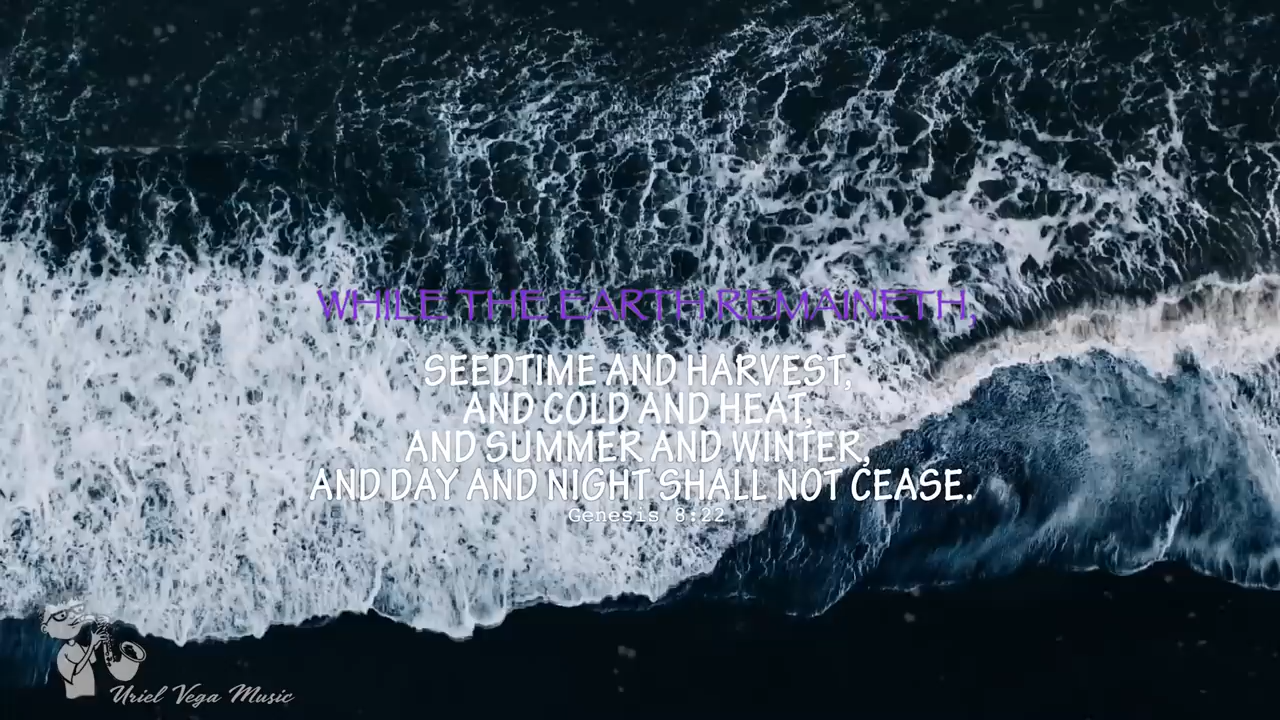 WHILE THE EARTH REMAINETH,
SEEDTIME AND HARVEST,
AND COLD AND HEAT,
AND SUMMER AND WINTER,
AND DAY AND NIGHT SHALL NOT CEASE.
Genesis 8:22
Uriel Vega Music